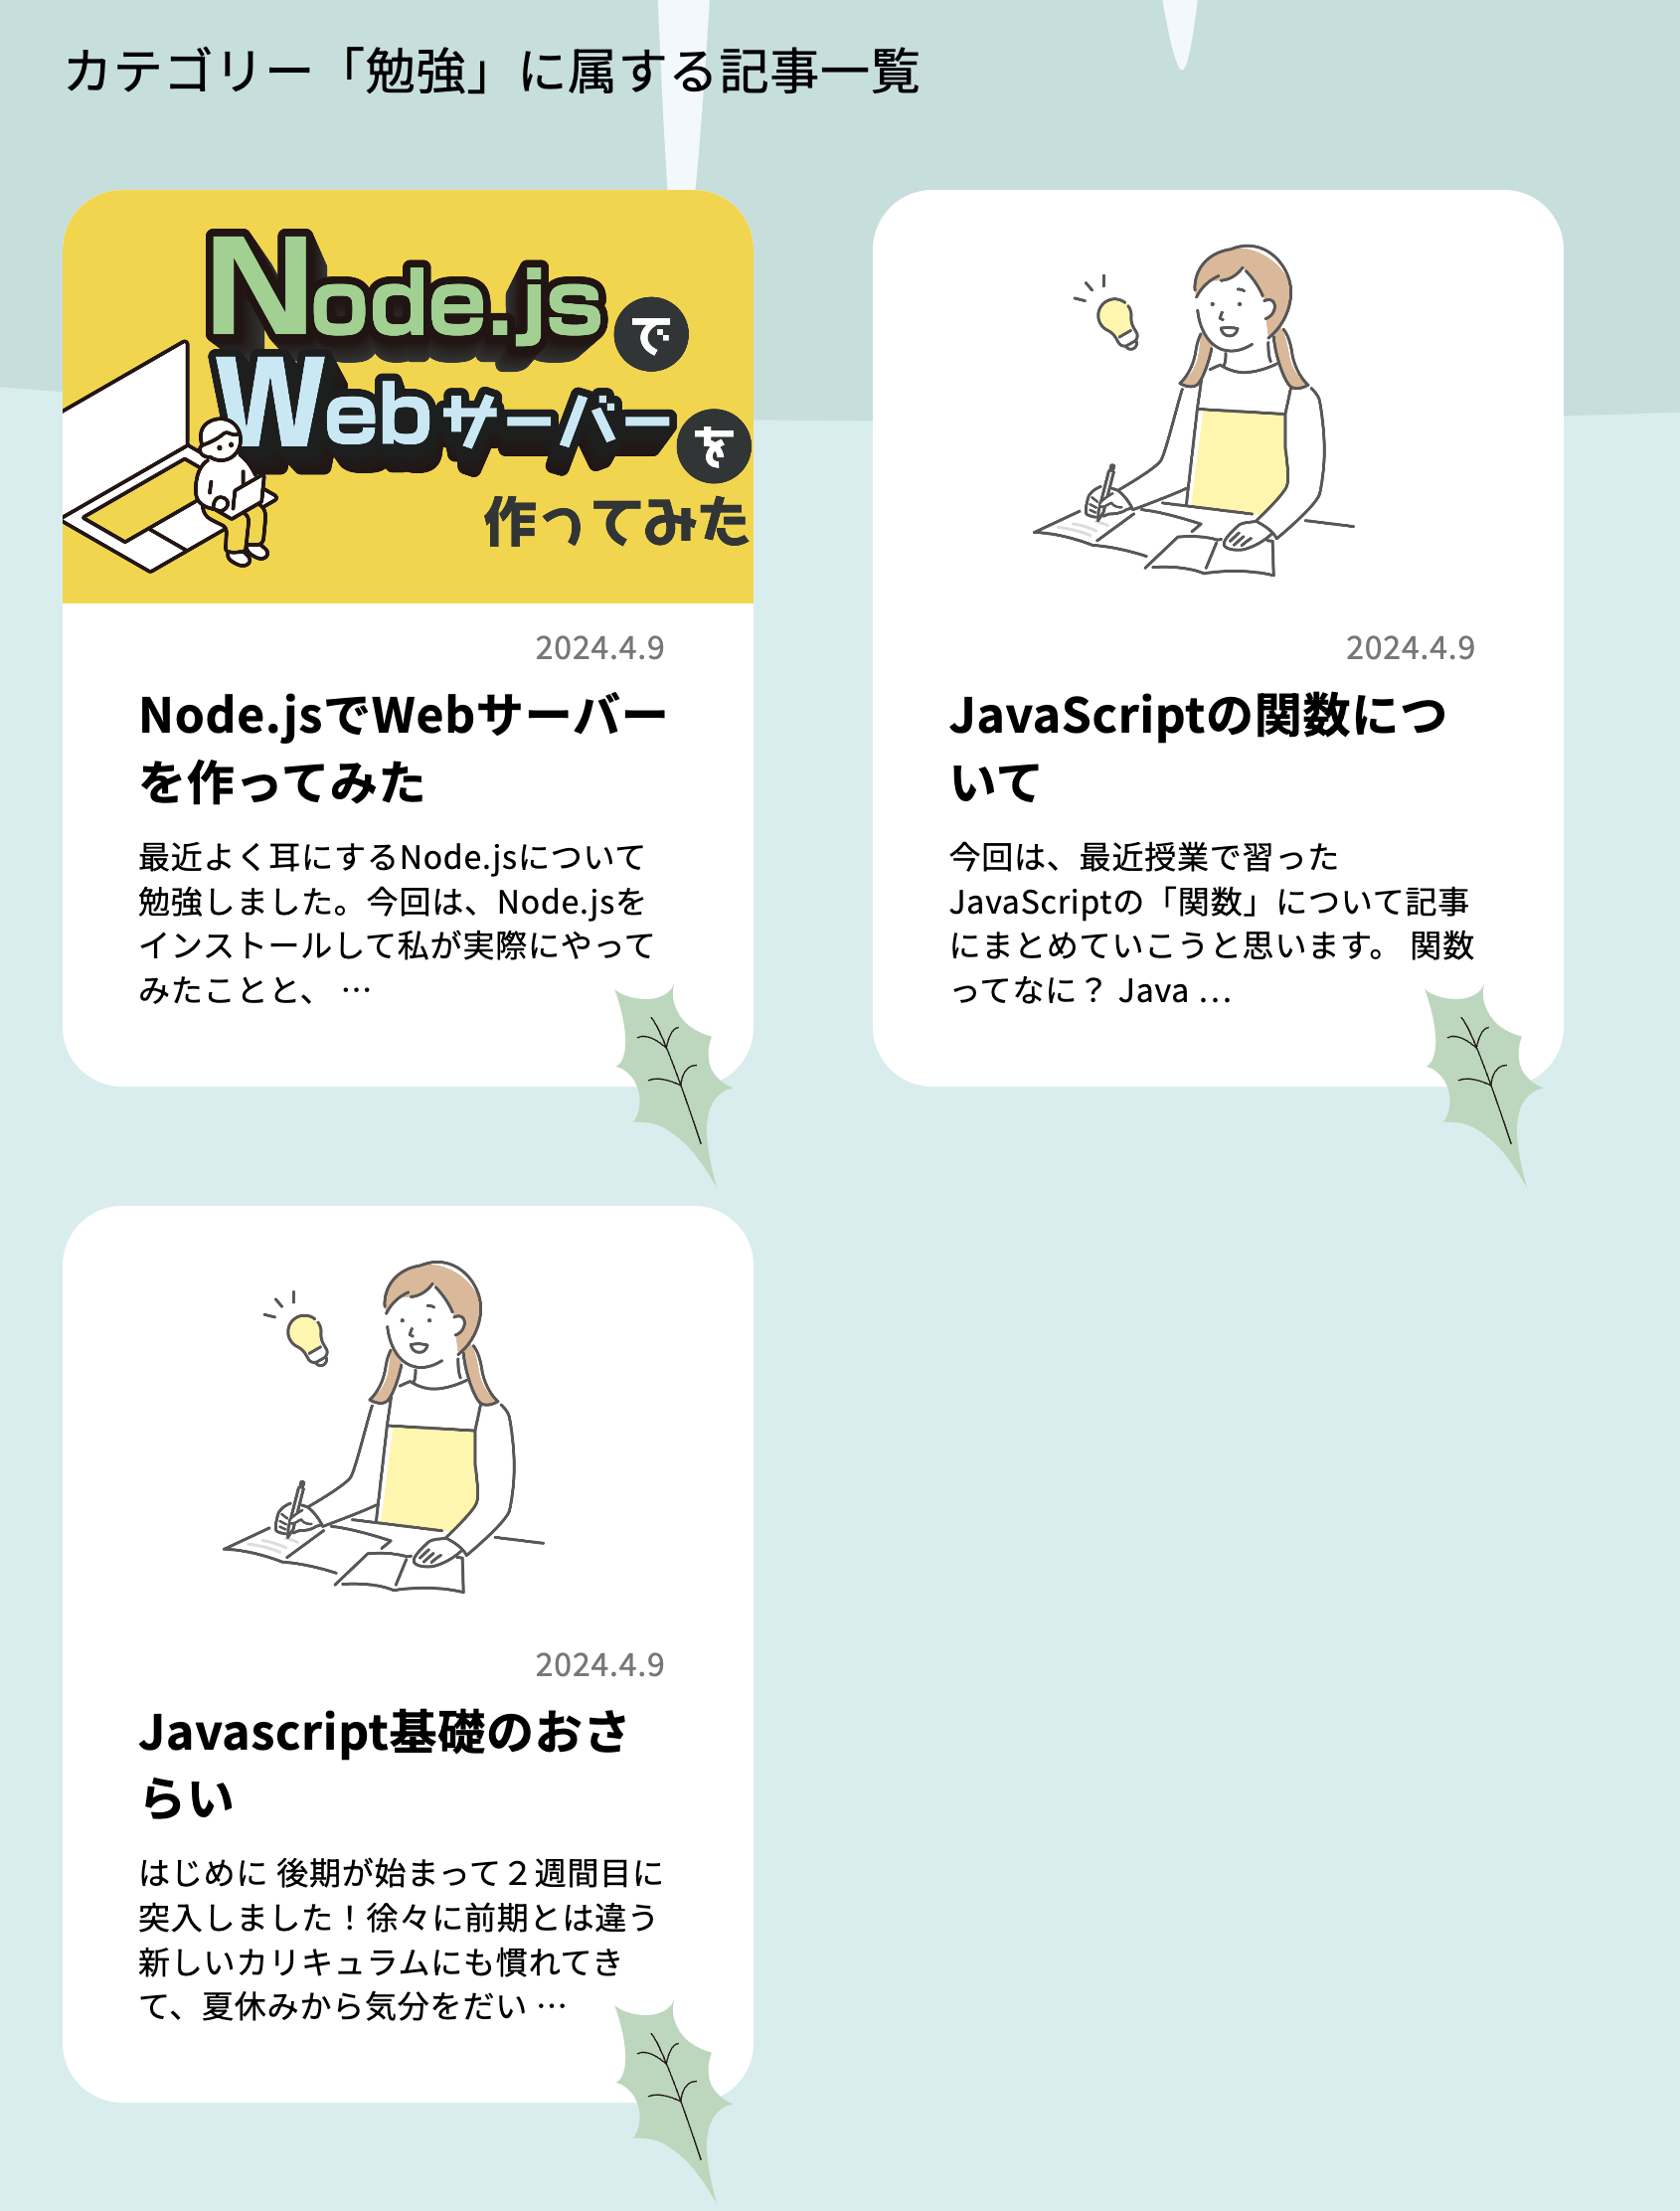 カテゴリー「勉強」に属する記事一覧
Node.jsで
Webサーバーを
作ってみた
2024.4.9
Node.jsでWebサーバー
を作ってみた
最近よく耳にするNode.jsについて
勉強しました。今回は、Node.jsを
インストールして私が実際にやって
みたことと、 …
2024.4.9
JavaScriptの関数につ
いて
今回は、最近授業で習った
JavaScriptの「関数」について記事
にまとめていこうと思います。 関数
ってなに？ Java …
2024.4.9
Javascript基礎のおさ
らい
はじめに 後期が始まって２週間目に
突入しました！徐々に前期とは違う
新しいカリキュラムにも慣れてき
て、夏休みから気分をだい …